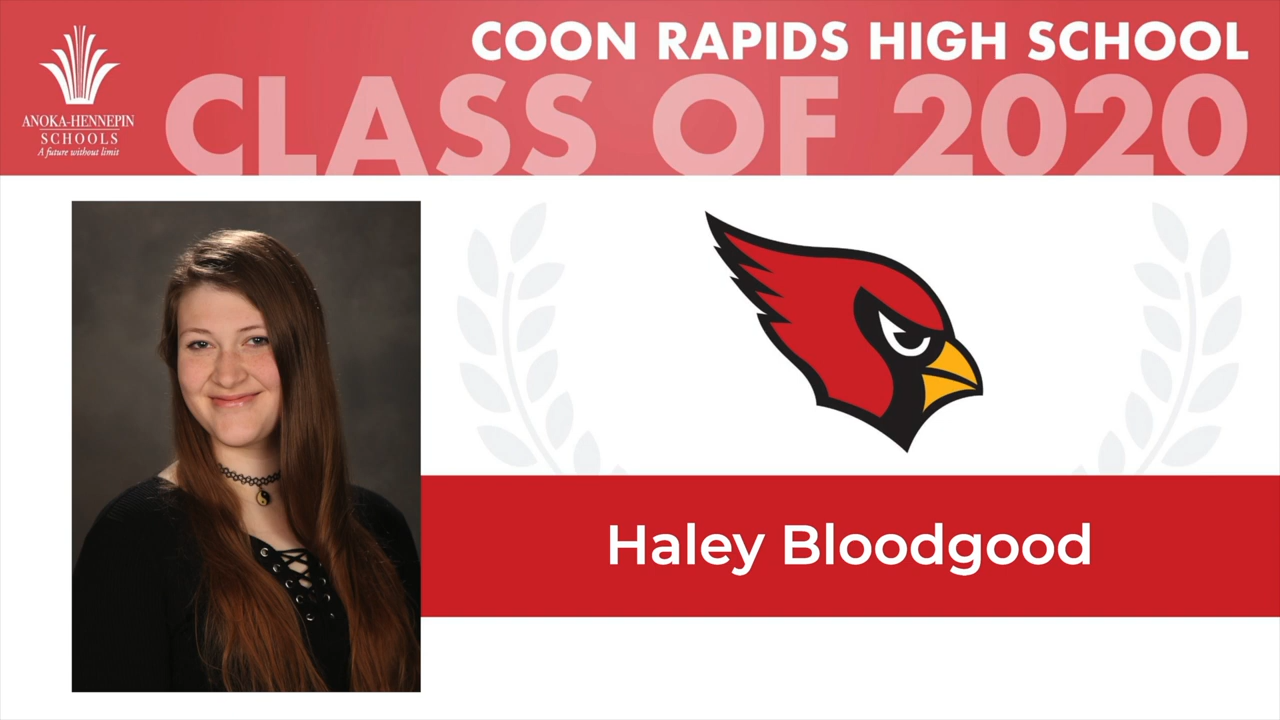 COON RAPIDS HIGH SCHOOL
CLASS OF 2020
ANOKA-HENNEPIN
SCHOOLS
A future without limit
Haley Bloodgood